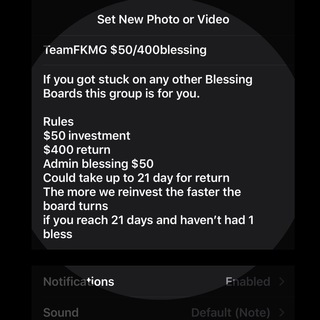 Set New Photo or Video
TeamFKMG $50/400blessing
If you got stuck on any other Blessing
Boards this group is for you.
Rules
$50 investment
$400 return
Admin blessing $50
Could take up to 21 day for return
The more we reinvest the faster the
board turns
if you reach 21 days and haven't had 1
bless
Notifications Enabled
Sound Default (Note)